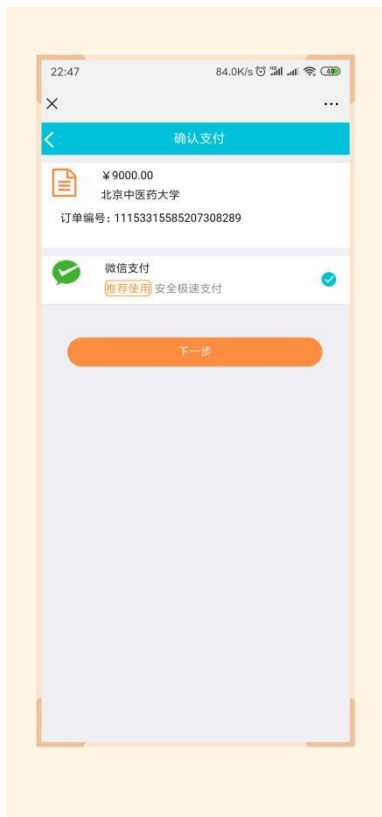 22:47
84.0K/s
40
×
...
确认支付
¥9000.00
北京中医药大学
订单编号:11153315585207308289
微信支付
推荐使用 安全极速支付
下一步